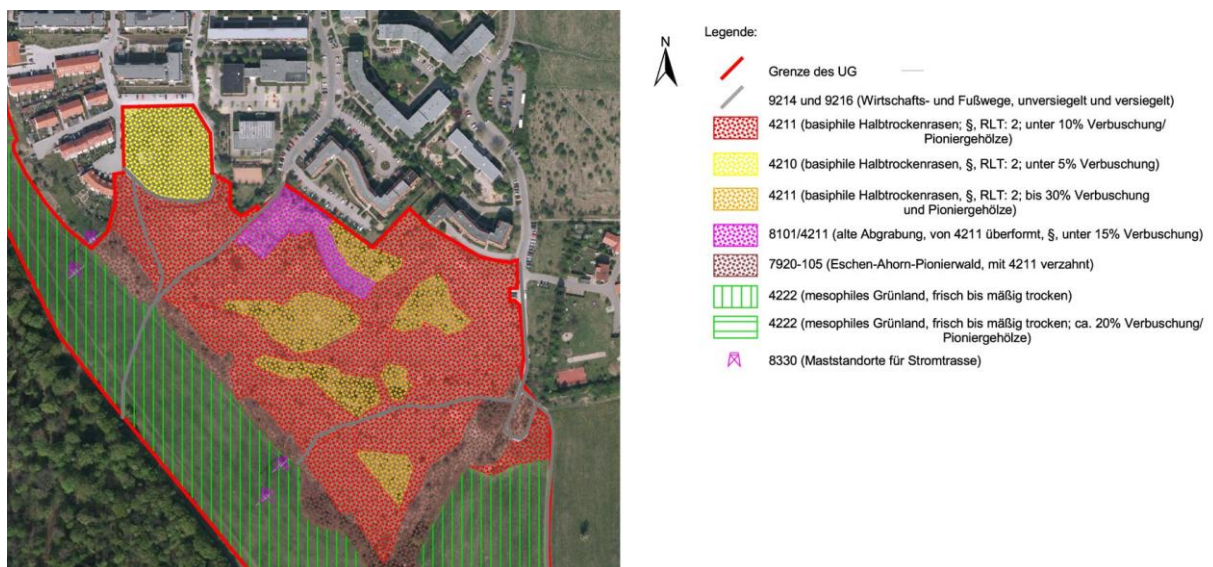 N
Legende:
Grenze des UG
9214 und 9216 (Wirtschafts- und Fußwege, unversiegelt und versiegelt)
4211 (basiphile Halbtrockenrasen; §, RLT: 2; unter 10% Verbuschung/
Pioniergehölze)
4210 (basiphile Halbtrockenrasen, §, RLT: 2; unter 5% Verbuschung)
4211 (basiphile Halbtrockenrasen, §, RLT: 2; bis 30% Verbuschung
und Pioniergehölze)
8101/4211 (alte Abgrabung, von 4211 überformt, §, unter 15% Verbuschung)
7920-105 (Eschen-Ahorn-Pionierwald, mit 4211 verzahnt)
4222 (mesophiles Grünland, frisch bis mäßig trocken)
4222 (mesophiles Grünland, frisch bis mäßig trocken; ca. 20% Verbuschung/
Pioniergehölze)
8330 (Maststandorte für Stromtrasse)